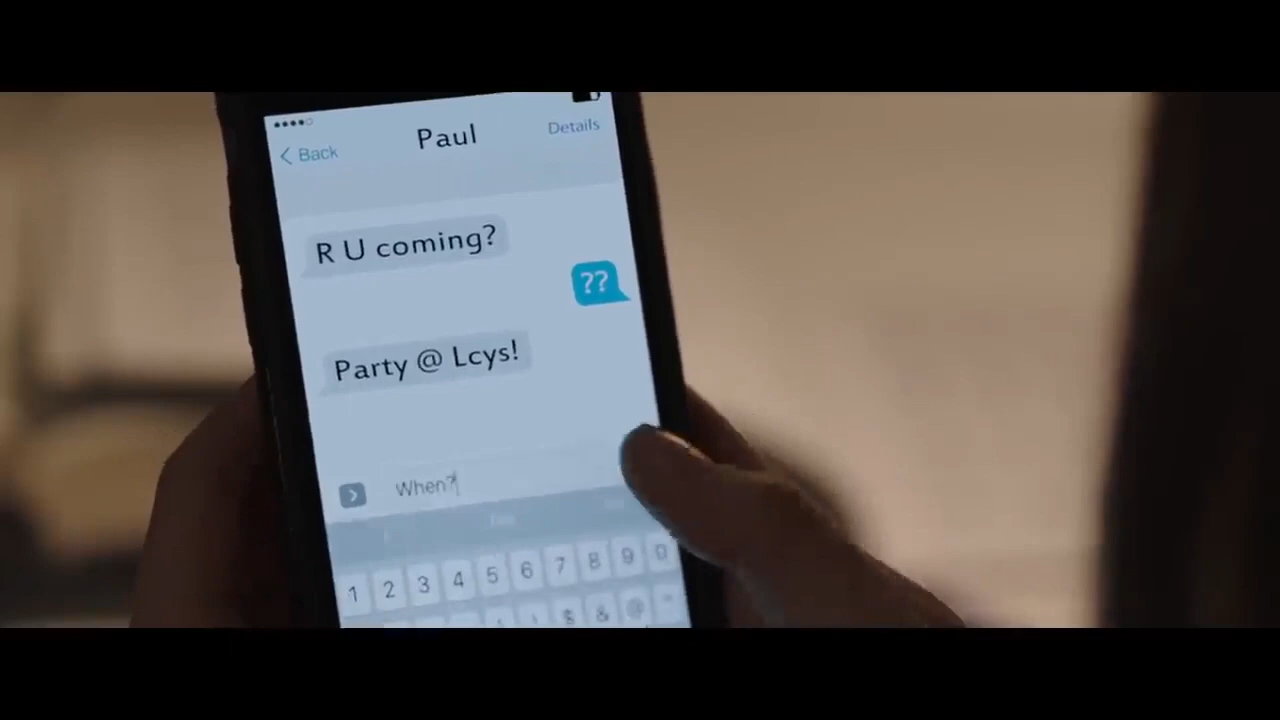 Paul
Details
Back
R U coming?
??
Party @ Lcys!
When?
1 2 3 4 5 6 7 8 9 0
$ & @ "